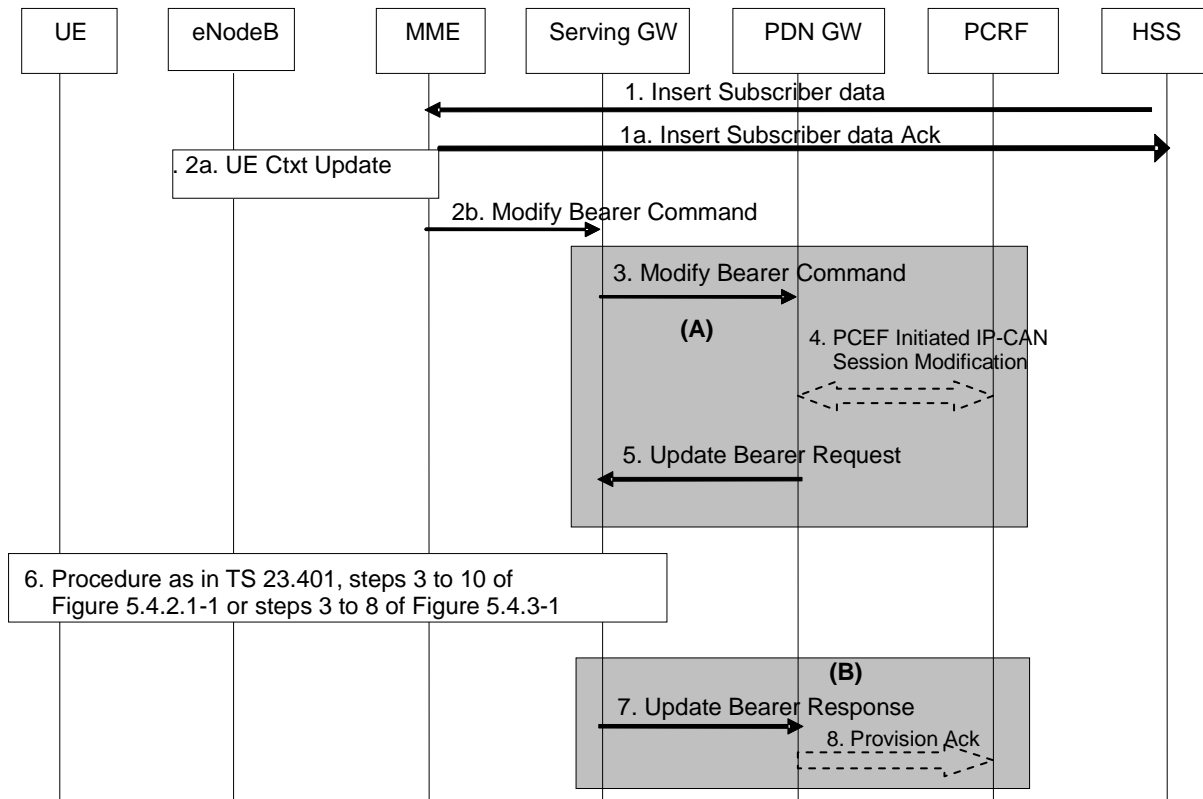 UE
eNodeB
MME
Serving GW
PDN GW
PCRF
HSS
1. Insert Subscriber data
1a. Insert Subscriber data Ack
. 2a. UE Ctxt Update
2b. Modify Bearer Command
3. Modify Bearer Command
(A)
4. PCEF Initiated IP-CAN
Session Modification
5. Update Bearer Request
6. Procedure as in TS 23.401, steps 3 to 10 of
Figure 5.4.2.1-1 or steps 3 to 8 of Figure 5.4.3-1
(B)
7. Update Bearer Response
8. Provision Ack